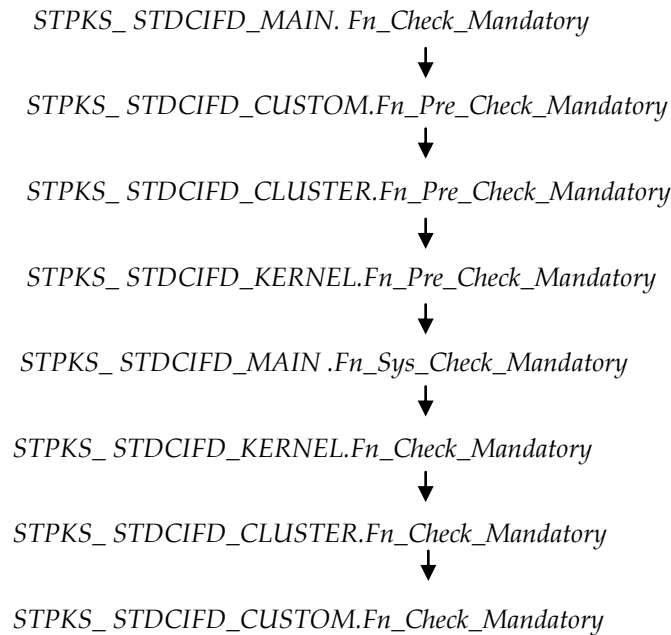 STPKS_ STDCIFD_MAIN. Fn_Check_Mandatory
STPKS_ STDCIFD_CUSTOM.Fn_Pre_Check_Mandatory
STPKS_ STDCIFD_CLUSTER.Fn_Pre_Check_Mandatory
STPKS_ STDCIFD_KERNEL.Fn_Pre_Check_Mandatory
STPKS_ STDCIFD_MAIN .Fn_Sys_Check_Mandatory
STPKS_ STDCIFD_KERNEL.Fn_Check_Mandatory
STPKS_ STDCIFD_CLUSTER.Fn_Check_Mandatory
STPKS_ STDCIFD_CUSTOM.Fn_Check_Mandatory